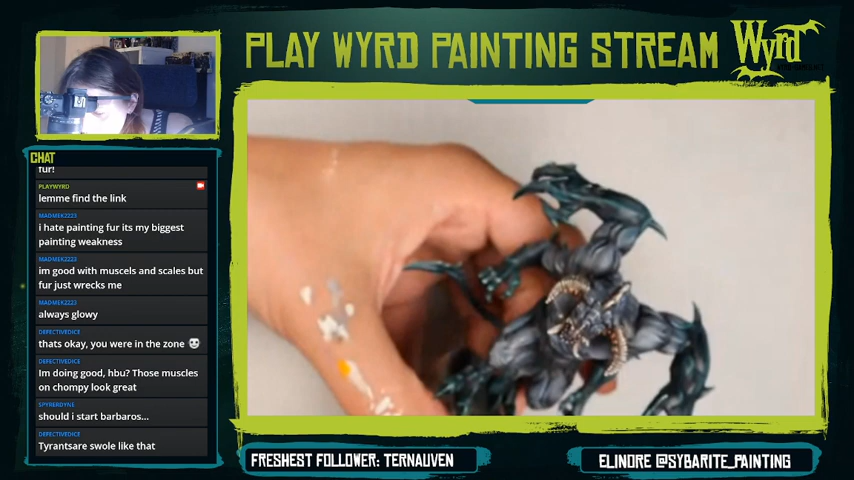 PLAY WYRD PAINTING STREAM
Wyrd
CHAT
fur!
PLAYWYRD
lemme find the link
MADMEK2223
i hate painting fur its my biggest
painting weakness
MADMEK2223
im good with muscels and scales but
fur just wrecks me
MADMEK2223
always glowy
DEFECTIVEDICE
thats okay, you were in the zone
DEFECTIVEDICE
Im doing good, hbu? Those muscles
on chompy look great
should i start barbaros...
DEFECTIVEDICE
Tyrantsare swole like that
FRESHEST FOLLOWER: TERNAUVEN
ELINORE @SYBARITE_PAINTING